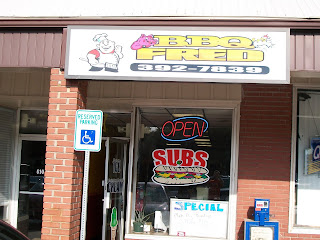 BBQ
FRED
392-7839
RESERVED
PARKING
OPEN
SUBS
SPECIAL